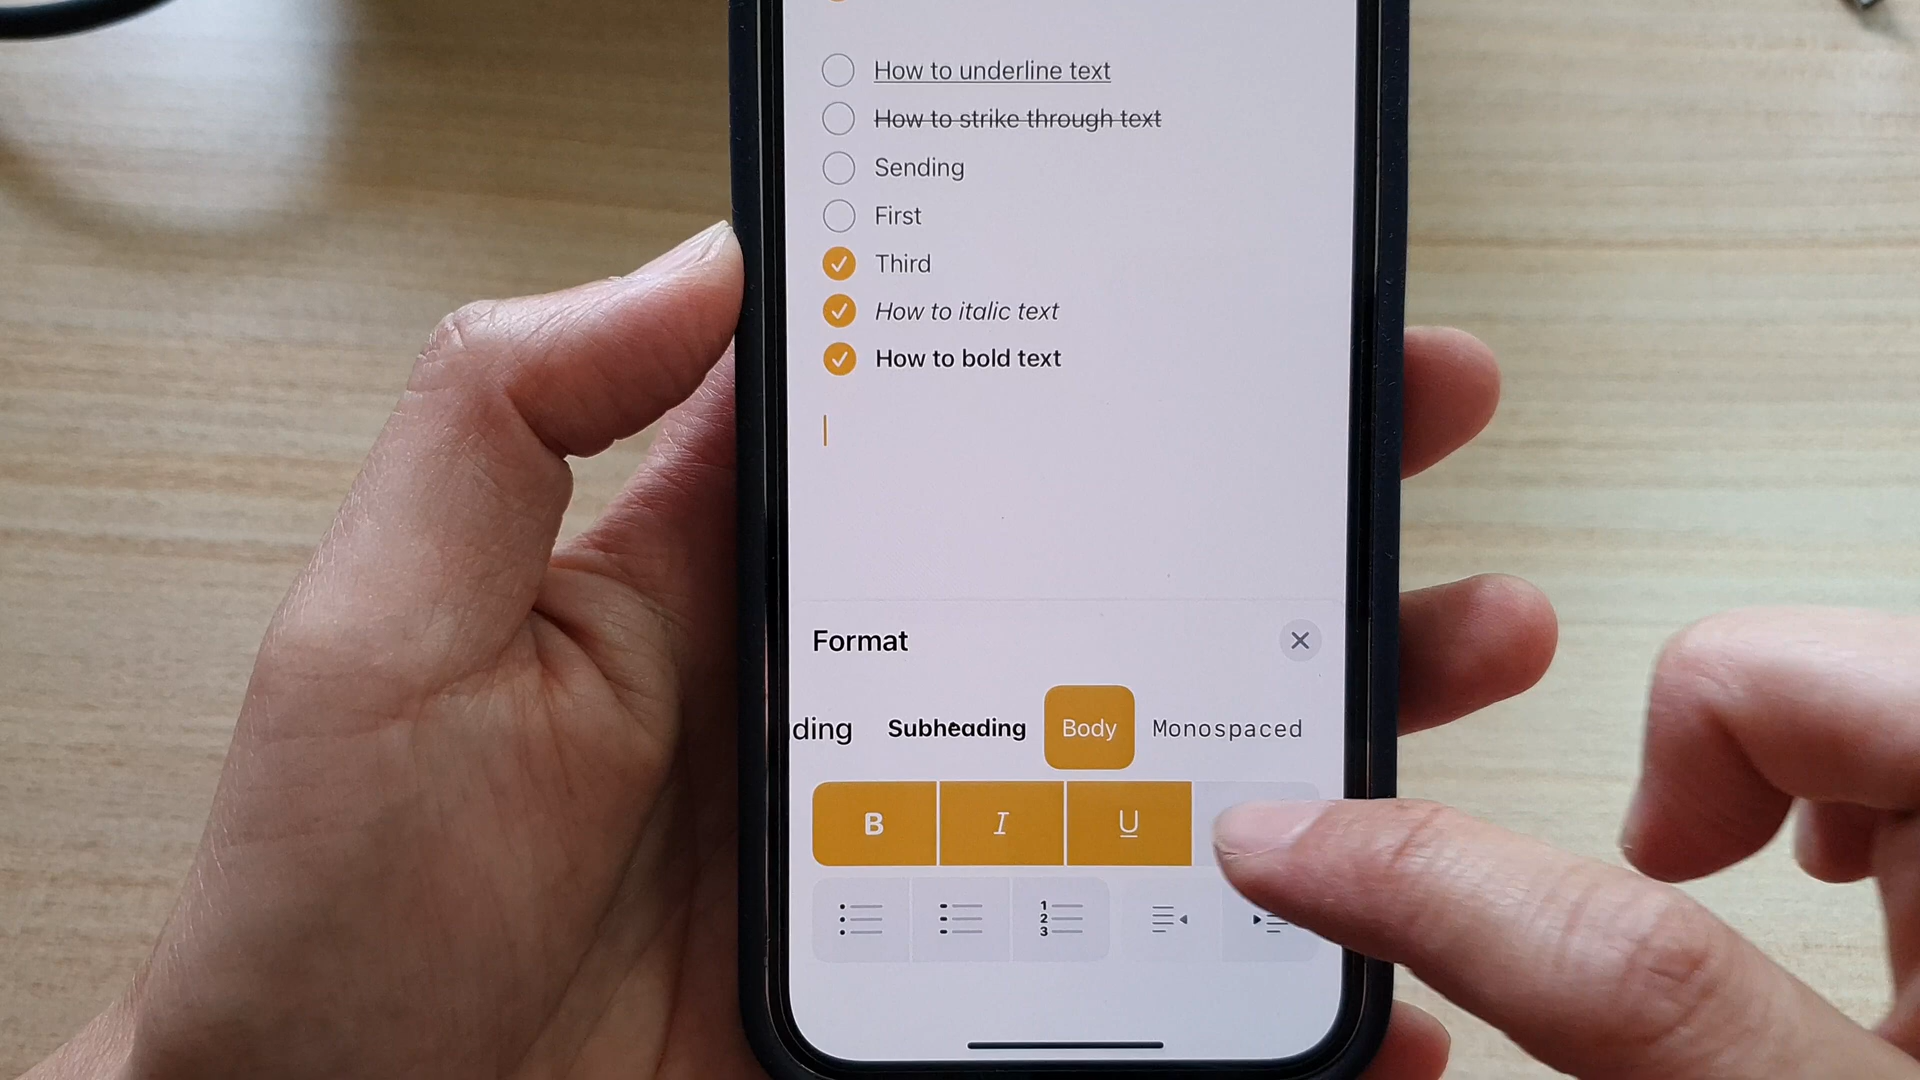 How to underline text
How to strike through text
Sending
First
Third
How to italic text
How to bold text
Format
ding Subheading Body Monospaced
B I U
1
2
3